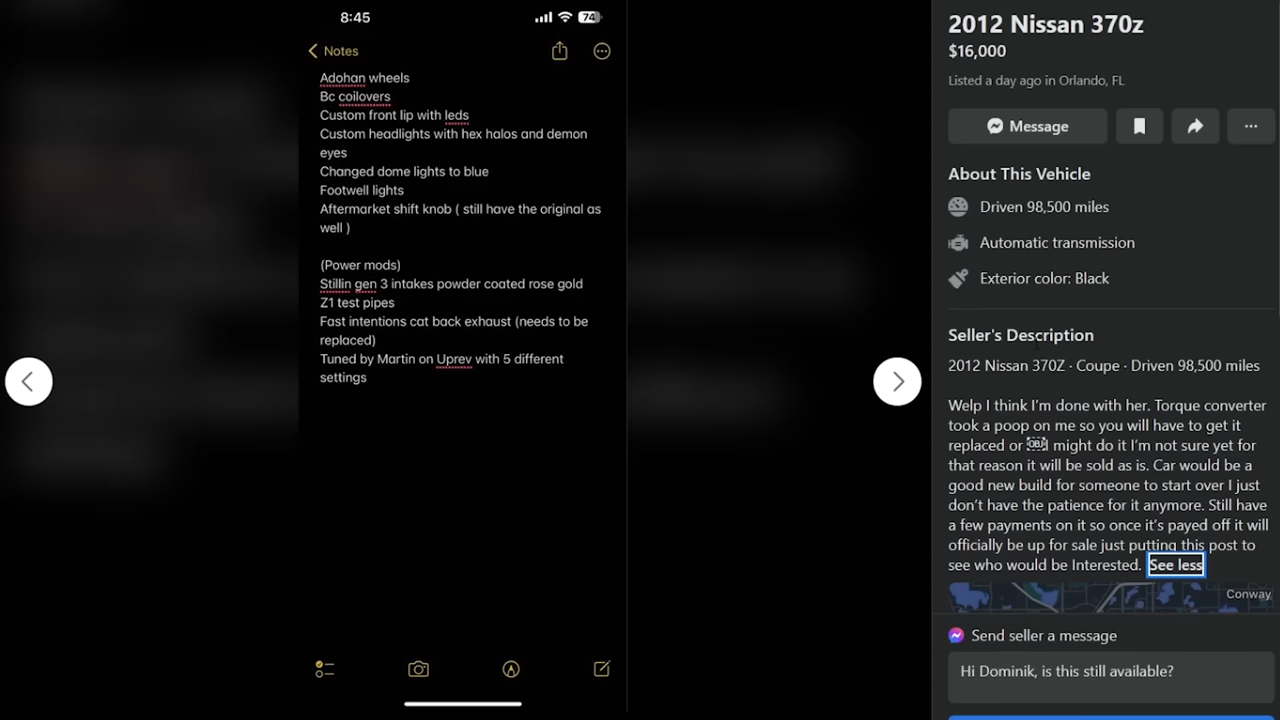 8:45
74
Notes
Adohan wheels
Bc coilovers
Custom front lip with leds
Custom headlights with hex halos and demon
eyes
Changed dome lights to blue
Footwell lights
Aftermarket shift knob ( still have the original as
well )
(Power mods)
Stillin gen 3 intakes powder coated rose gold
Z1 test pipes
Fast intentions cat back exhaust (needs to be
replaced)
Tuned by Martin on Uprev with 5 different
settings
2012 Nissan 370z
$16,000
Listed a day ago in Orlando, FL
Message
About This Vehicle
Driven 98,500 miles
Automatic transmission
Exterior color: Black
Seller's Description
2012 Nissan 370Z · Coupe · Driven 98,500 miles
Welp I think I'm done with her. Torque converter
took a poop on me so you will have to get it
replaced or OBJ I might do it I'm not sure yet for
that reason it will be sold as is. Car would be a
good new build for someone to start over I just
don't have the patience for it anymore. Still have
a few payments on it so once it's payed off it will
officially be up for sale just putting this post to
see who would be Interested. See less
Conway
Send seller a message
Hi Dominik, is this still available?